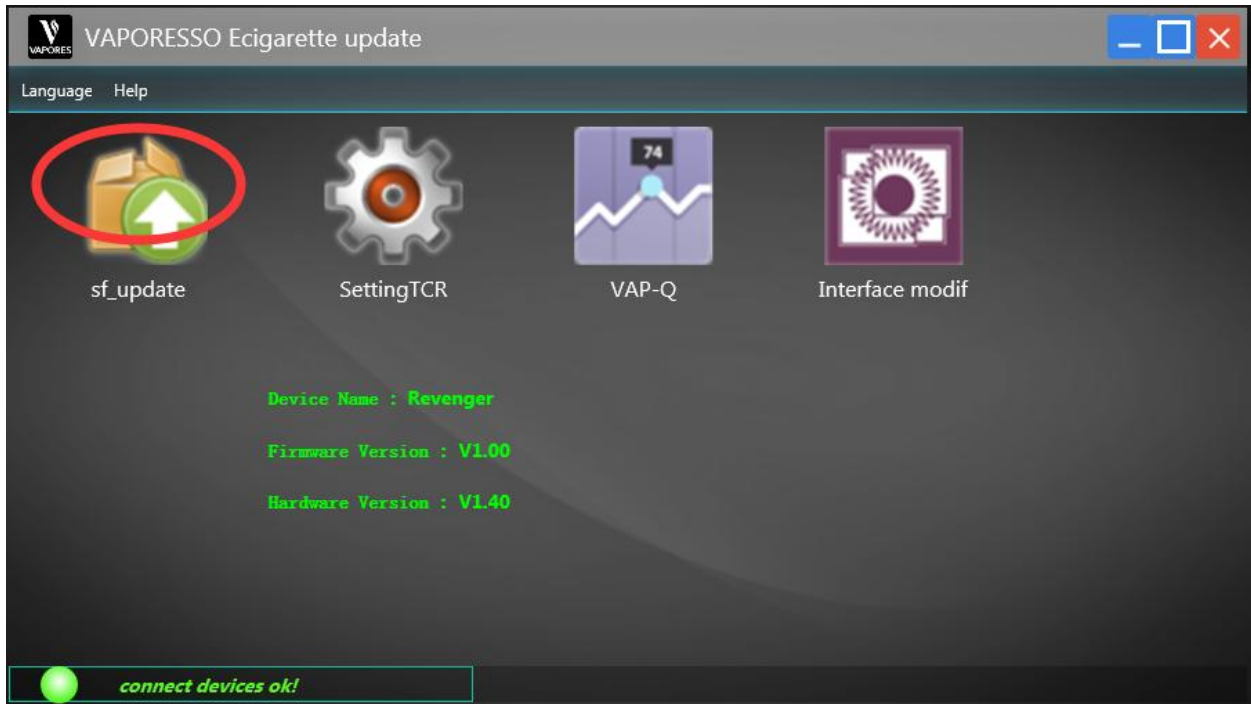 VAPORES
VAPORESSO Ecigarette update
Language Help
74
sf_update SettingTCR VAP-Q Interface modif
Device Name : Revenger
Firmware Version : V1.00
Hardware Version : V1.40
connect devices ok!